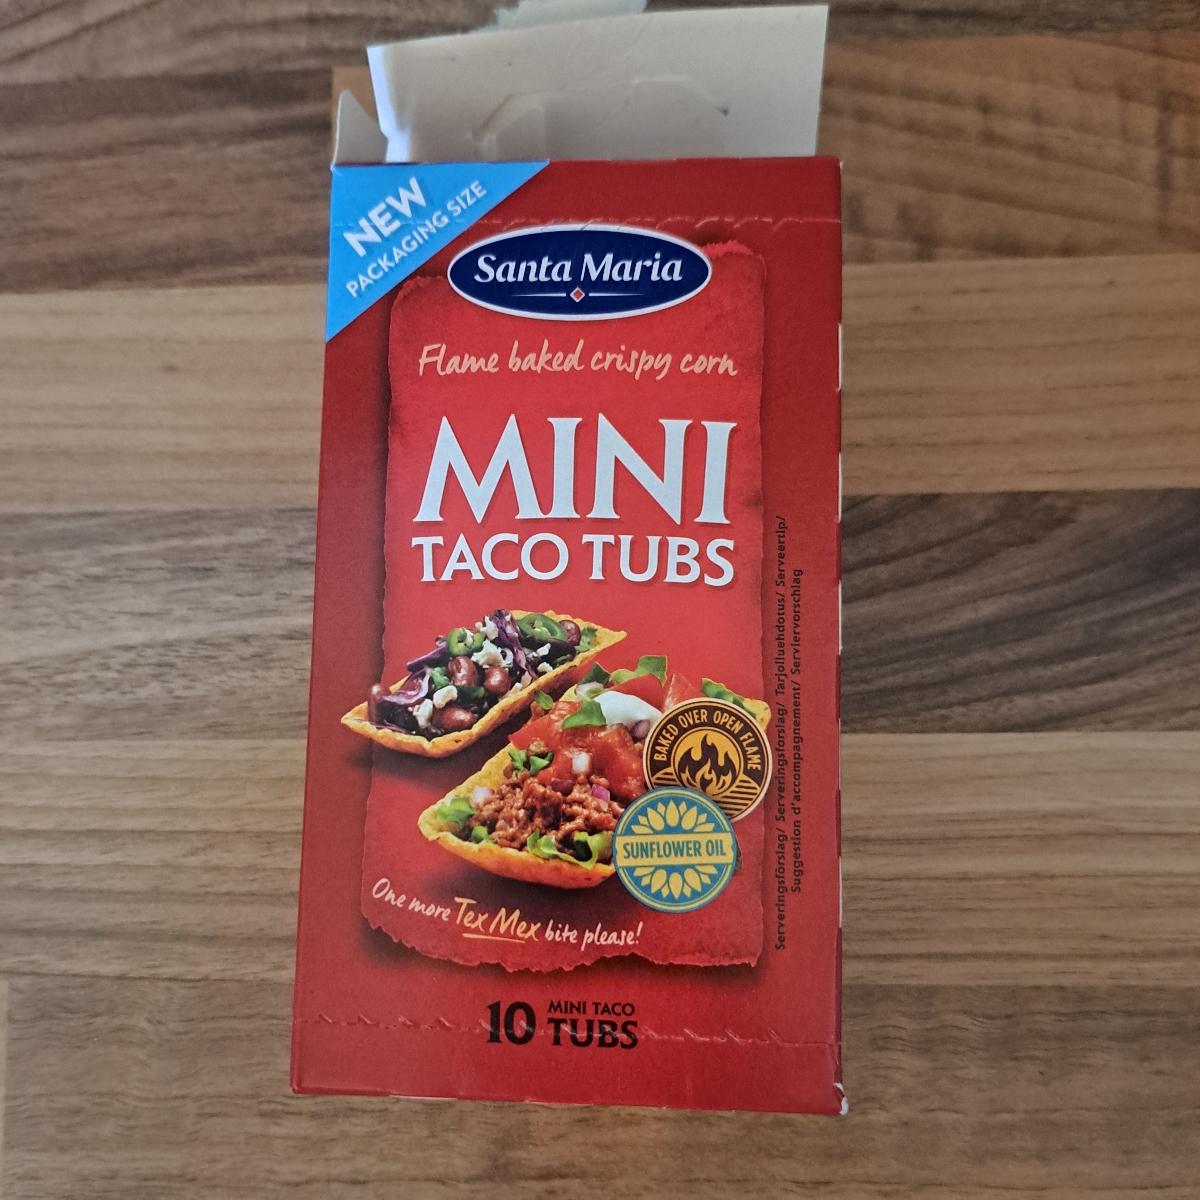 NEW
PACKAGING SIZE
Santa Maria
Flame baked crispy corn
MINI
TACO TUBS
BAKED OVER OPEN FLAME
SUNFLOWER OIL
One more Tex Mex bite please!
10 MINI TACO
TUBS
Serveringsförslag/ Serveringsforslag/ Tarjoiluehdotus/ Serveertip/
Suggestion d'accompagnement/ Serviervorschlag